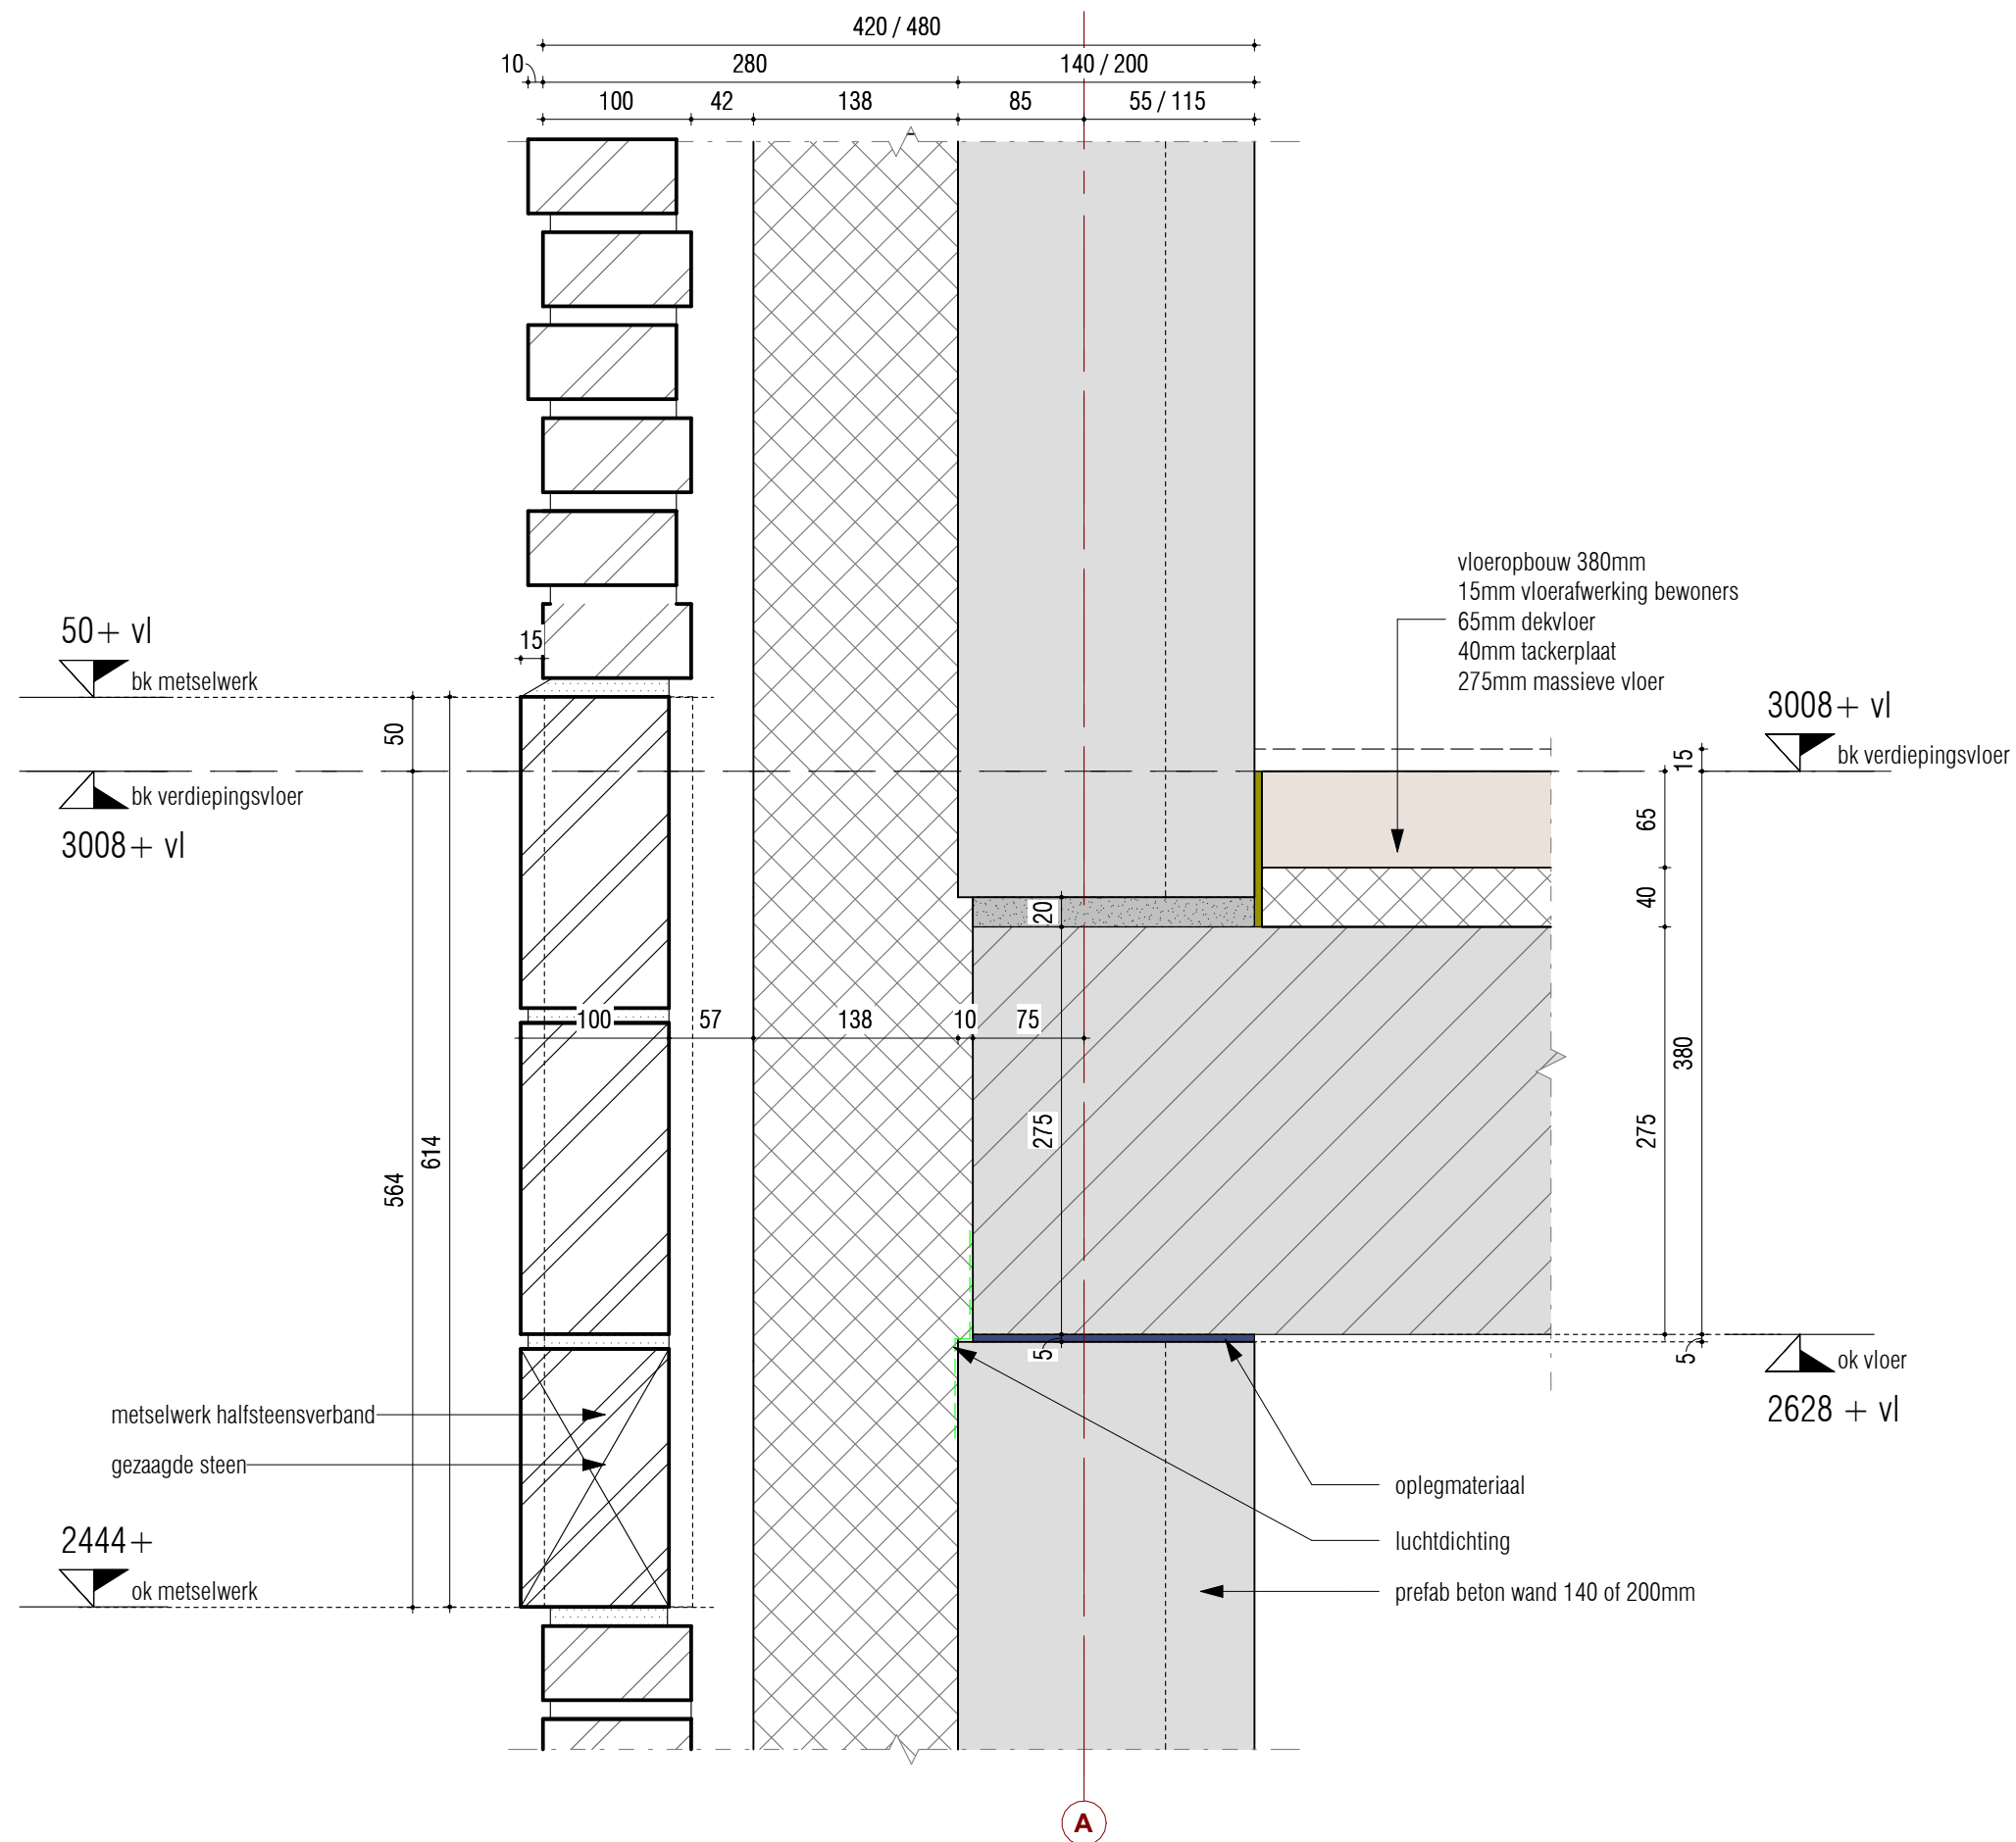 420 / 480
10
280
140 / 200
100
42
138
85
55 / 115
vloeropbouw 380mm
15mm vloerafwerking bewoners
65mm dekvloer
40mm tackerplaat
275mm massieve vloer
50+ vl
bk metselwerk
15
3008+ vl
bk verdiepingsvloer
15
50
bk verdiepingsvloer
3008+ vl
65
40
20
100
57
138
10
75
380
275
275
614
564
5
5
ok vloer
2628 + vl
metselwerk halfsteensverband
gezaagde steen
oplegmateriaal
luchtdichting
prefab beton wand 140 of 200mm
2444+
ok metselwerk
A